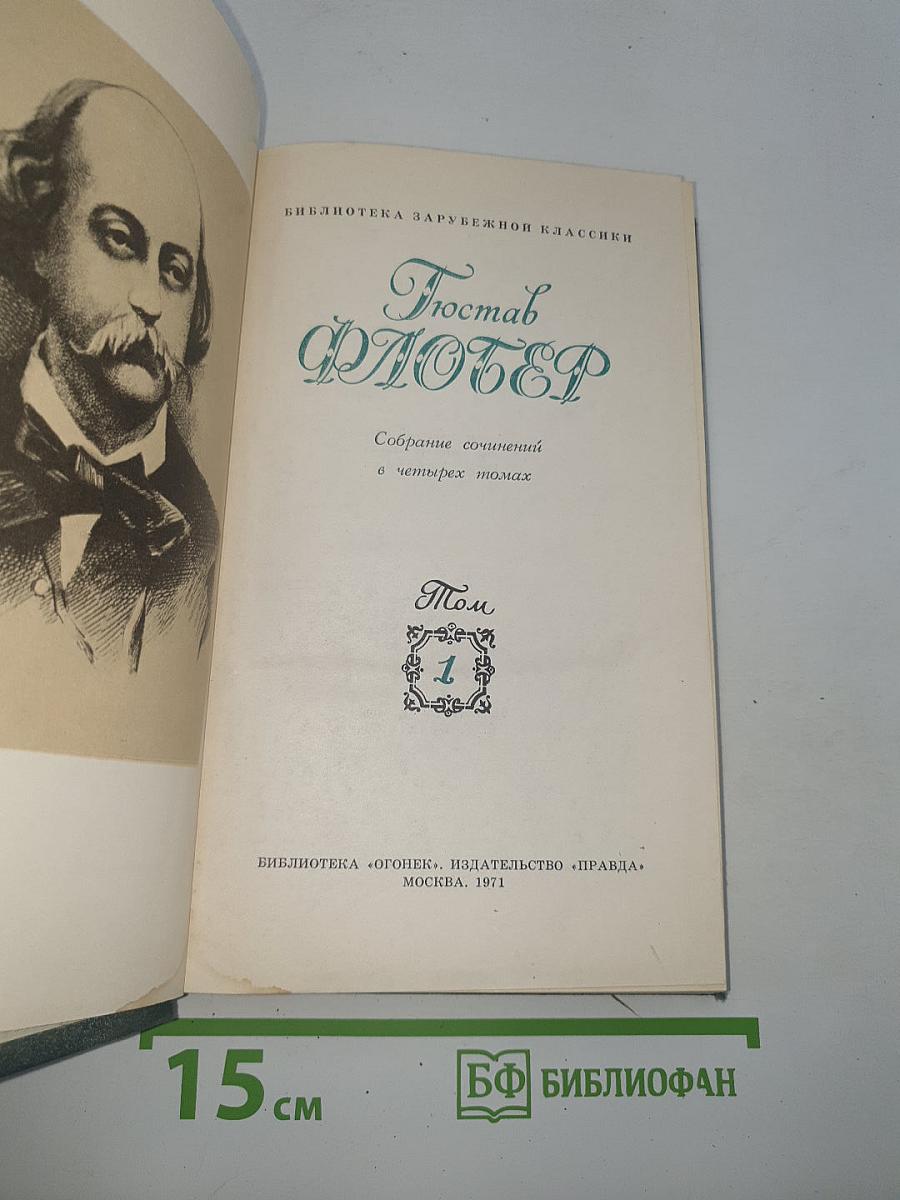 БИБЛИОТЕКА ЗАРУБЕЖНОЙ КЛАССИКИ
Гюстав
ФЛОБЕР
Собрание сочинений
в четырех томах
Том
1
БИБЛИОТЕКА «ОГОНЕК». ИЗДАТЕЛЬСТВО «ПРАВДА»
МОСКВА. 1971
15 см
БФ БИБЛИОФАН